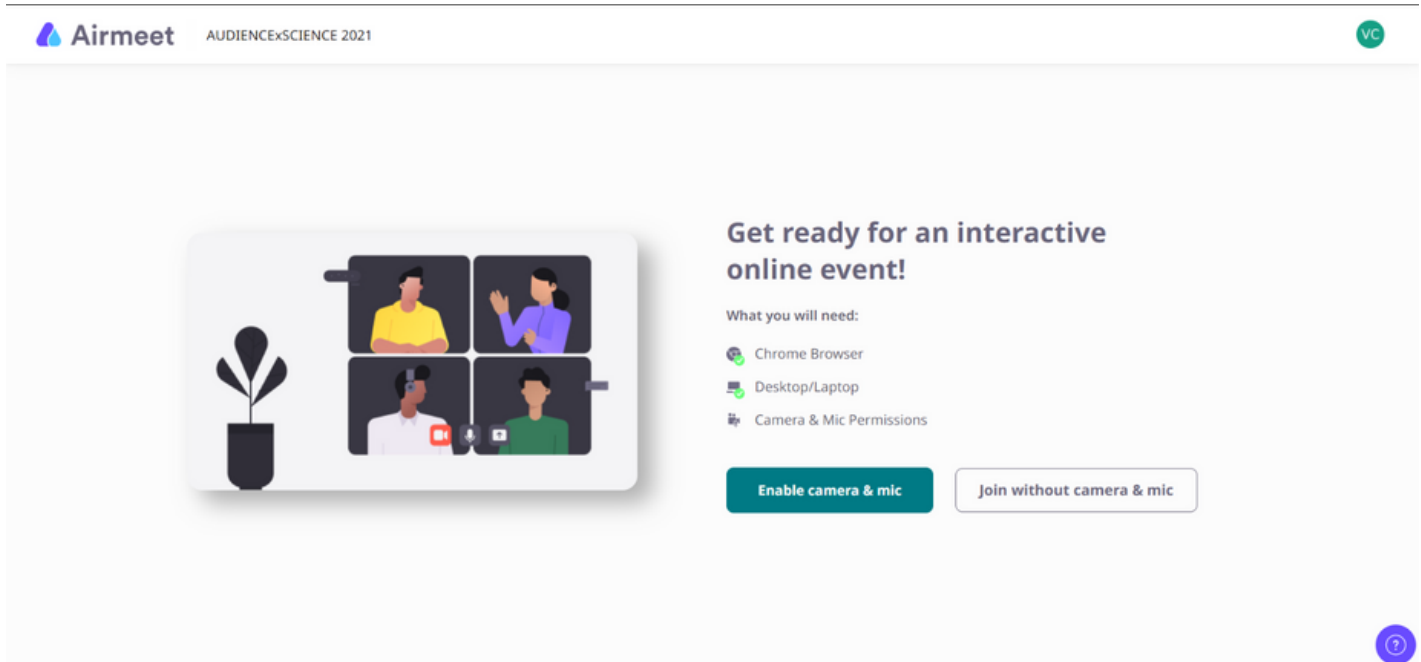 Airmeet AUDIENCExSCIENCE 2021 VC
Get ready for an interactive
online event!
What you will need:
Chrome Browser
Desktop/Laptop
Camera & Mic Permissions
Enable camera & mic Join without camera & mic
?